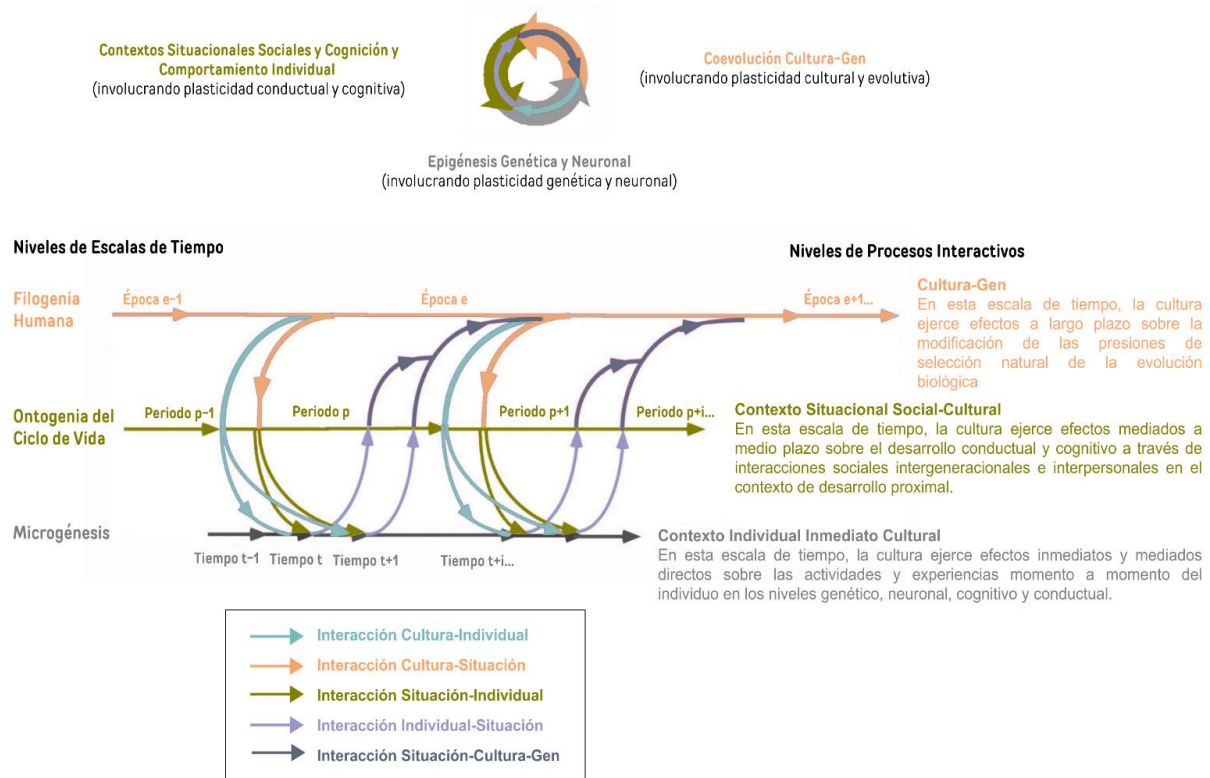 Contextos Situacionales Sociales y Cognición y
Comportamiento Individual
(involucrando plasticidad conductual y cognitiva)
Coevolución Cultura-Gen
(involucrando plasticidad cultural y evolutiva)
Epigénesis Genética y Neuronal
(involucrando plasticidad genética y neuronal)
Niveles de Escalas de Tiempo
Niveles de Procesos Interactivos
Filogenia
Humana
Época e-1
Época e
Época e+1...
Cultura-Gen
En esta escala de tiempo, la cultura
ejerce efectos a largo plazo sobre la
modificación de las presiones de
selección natural de la evolución
biológica
Ontogenia del
Ciclo de Vida
Periodo p-1
Periodo p
Periodo p+1
Periodo p+i...
Contexto Situacional Social-Cultural
En esta escala de tiempo, la cultura ejerce efectos mediados a
medio plazo sobre el desarrollo conductual y cognitivo a través de
interacciones sociales intergeneracionales e interpersonales en el
contexto de desarrollo proximal.
Microgénesis
Tiempo t-1
Tiempo t
Tiempo t+1
Tiempo t+i...
Contexto Individual Inmediato Cultural
En esta escala de tiempo, la cultura ejerce efectos inmediatos y mediados
directos sobre las actividades y experiencias momento a momento del
individuo en los niveles genético, neuronal, cognitivo y conductual.
Interacción Cultura-Individual
Interacción Cultura-Situación
Interacción Situación-Individual
Interacción Individual-Situación
Interacción Situación-Cultura-Gen